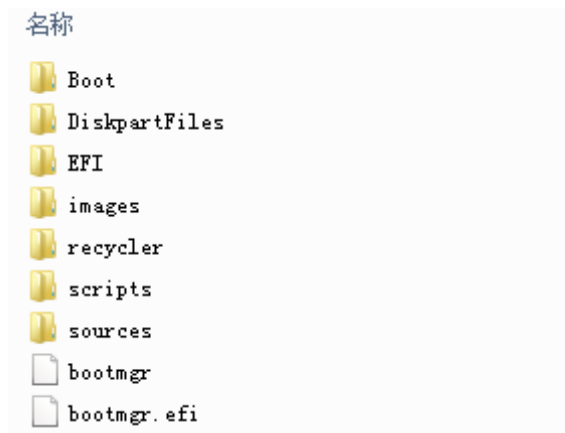 名称
Boot
DiskpartFiles
EFI
images
recycler
scripts
sources
bootmgr
bootmgr.efi